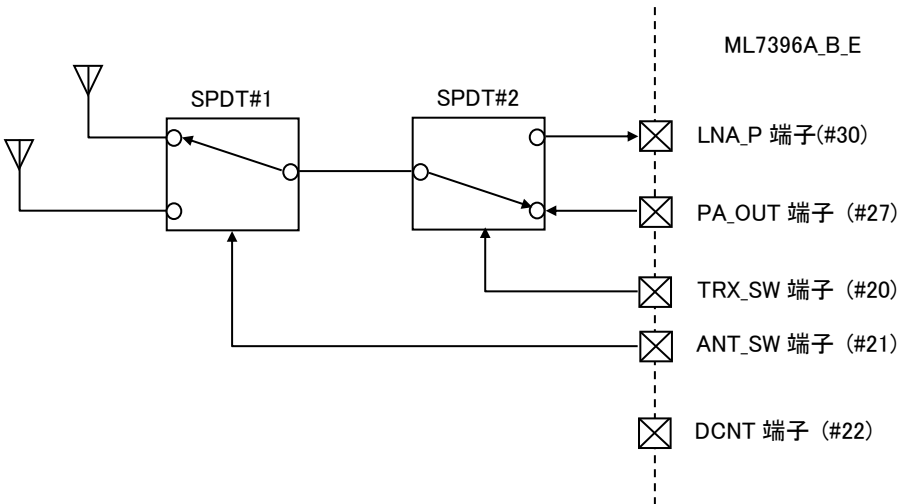 ML7396A_B_E
SPDT#1
SPDT#2
LNA_P 端子(#30)
PA_OUT 端子 (#27)
TRX_SW 端子 (#20)
ANT_SW 端子 (#21)
DCNT 端子 (#22)